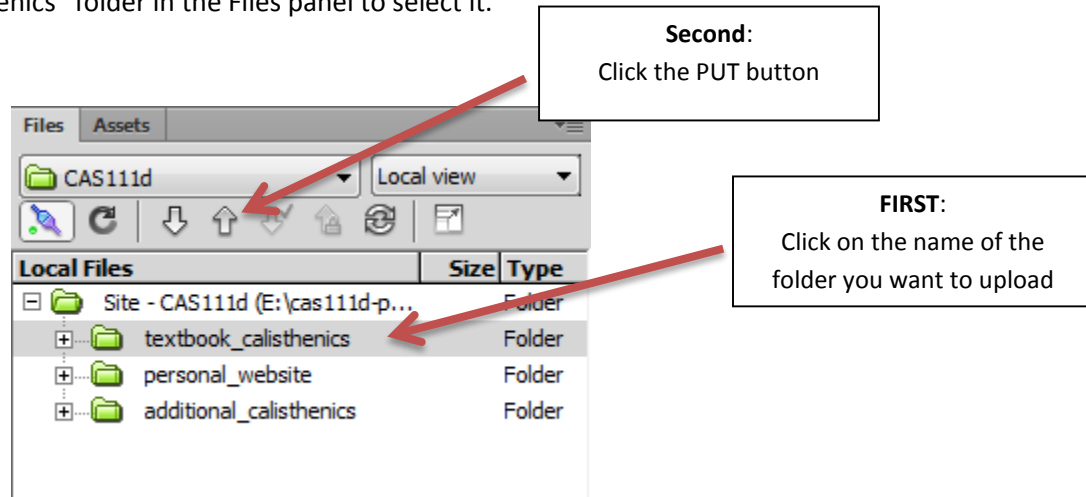 enics" folder in the Files panel to select it.
Second:
Click the PUT button
Files Assets
CAS111d Local view
FIRST:
Click on the name of the
folder you want to upload
Local Files Size Type
Site - CAS111d (E:\cas111d-p... Folder
textbook_calisthenics Folder
personal_website Folder
additional_calisthenics Folder